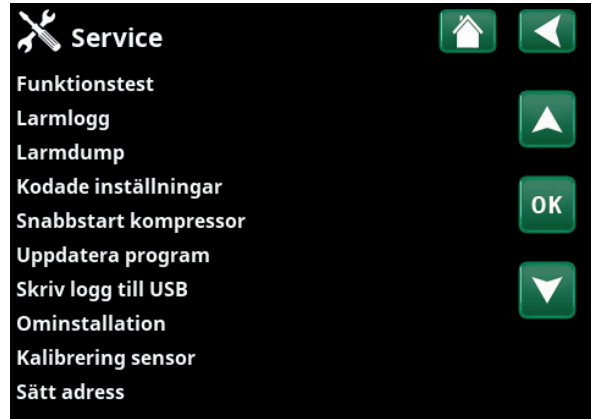 Service
Funktionstest
Larmlogg
Larmdump
Kodade inställningar
Snabbstart kompressor
OK
Uppdatera program
Skriv logg till USB
Ominstallation
Kalibrering sensor
Sätt adress